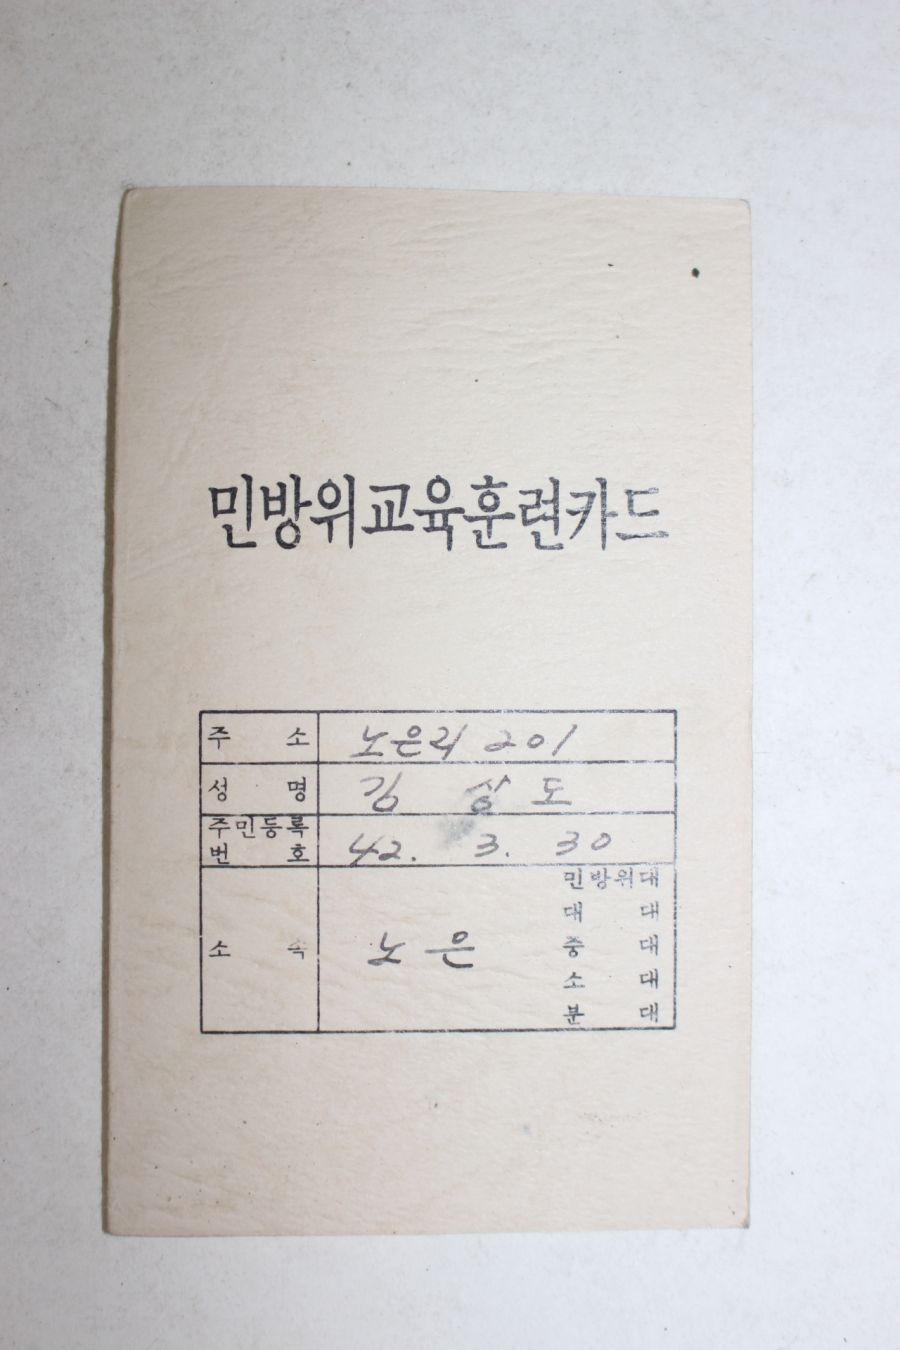 민방위교육훈련카드
주 소 노은리 201
성 명 김 상 도
주민등록
번 호 42. 3. 30
민방위대
대 대
소 속 노 은 중 대
소 대
분 대